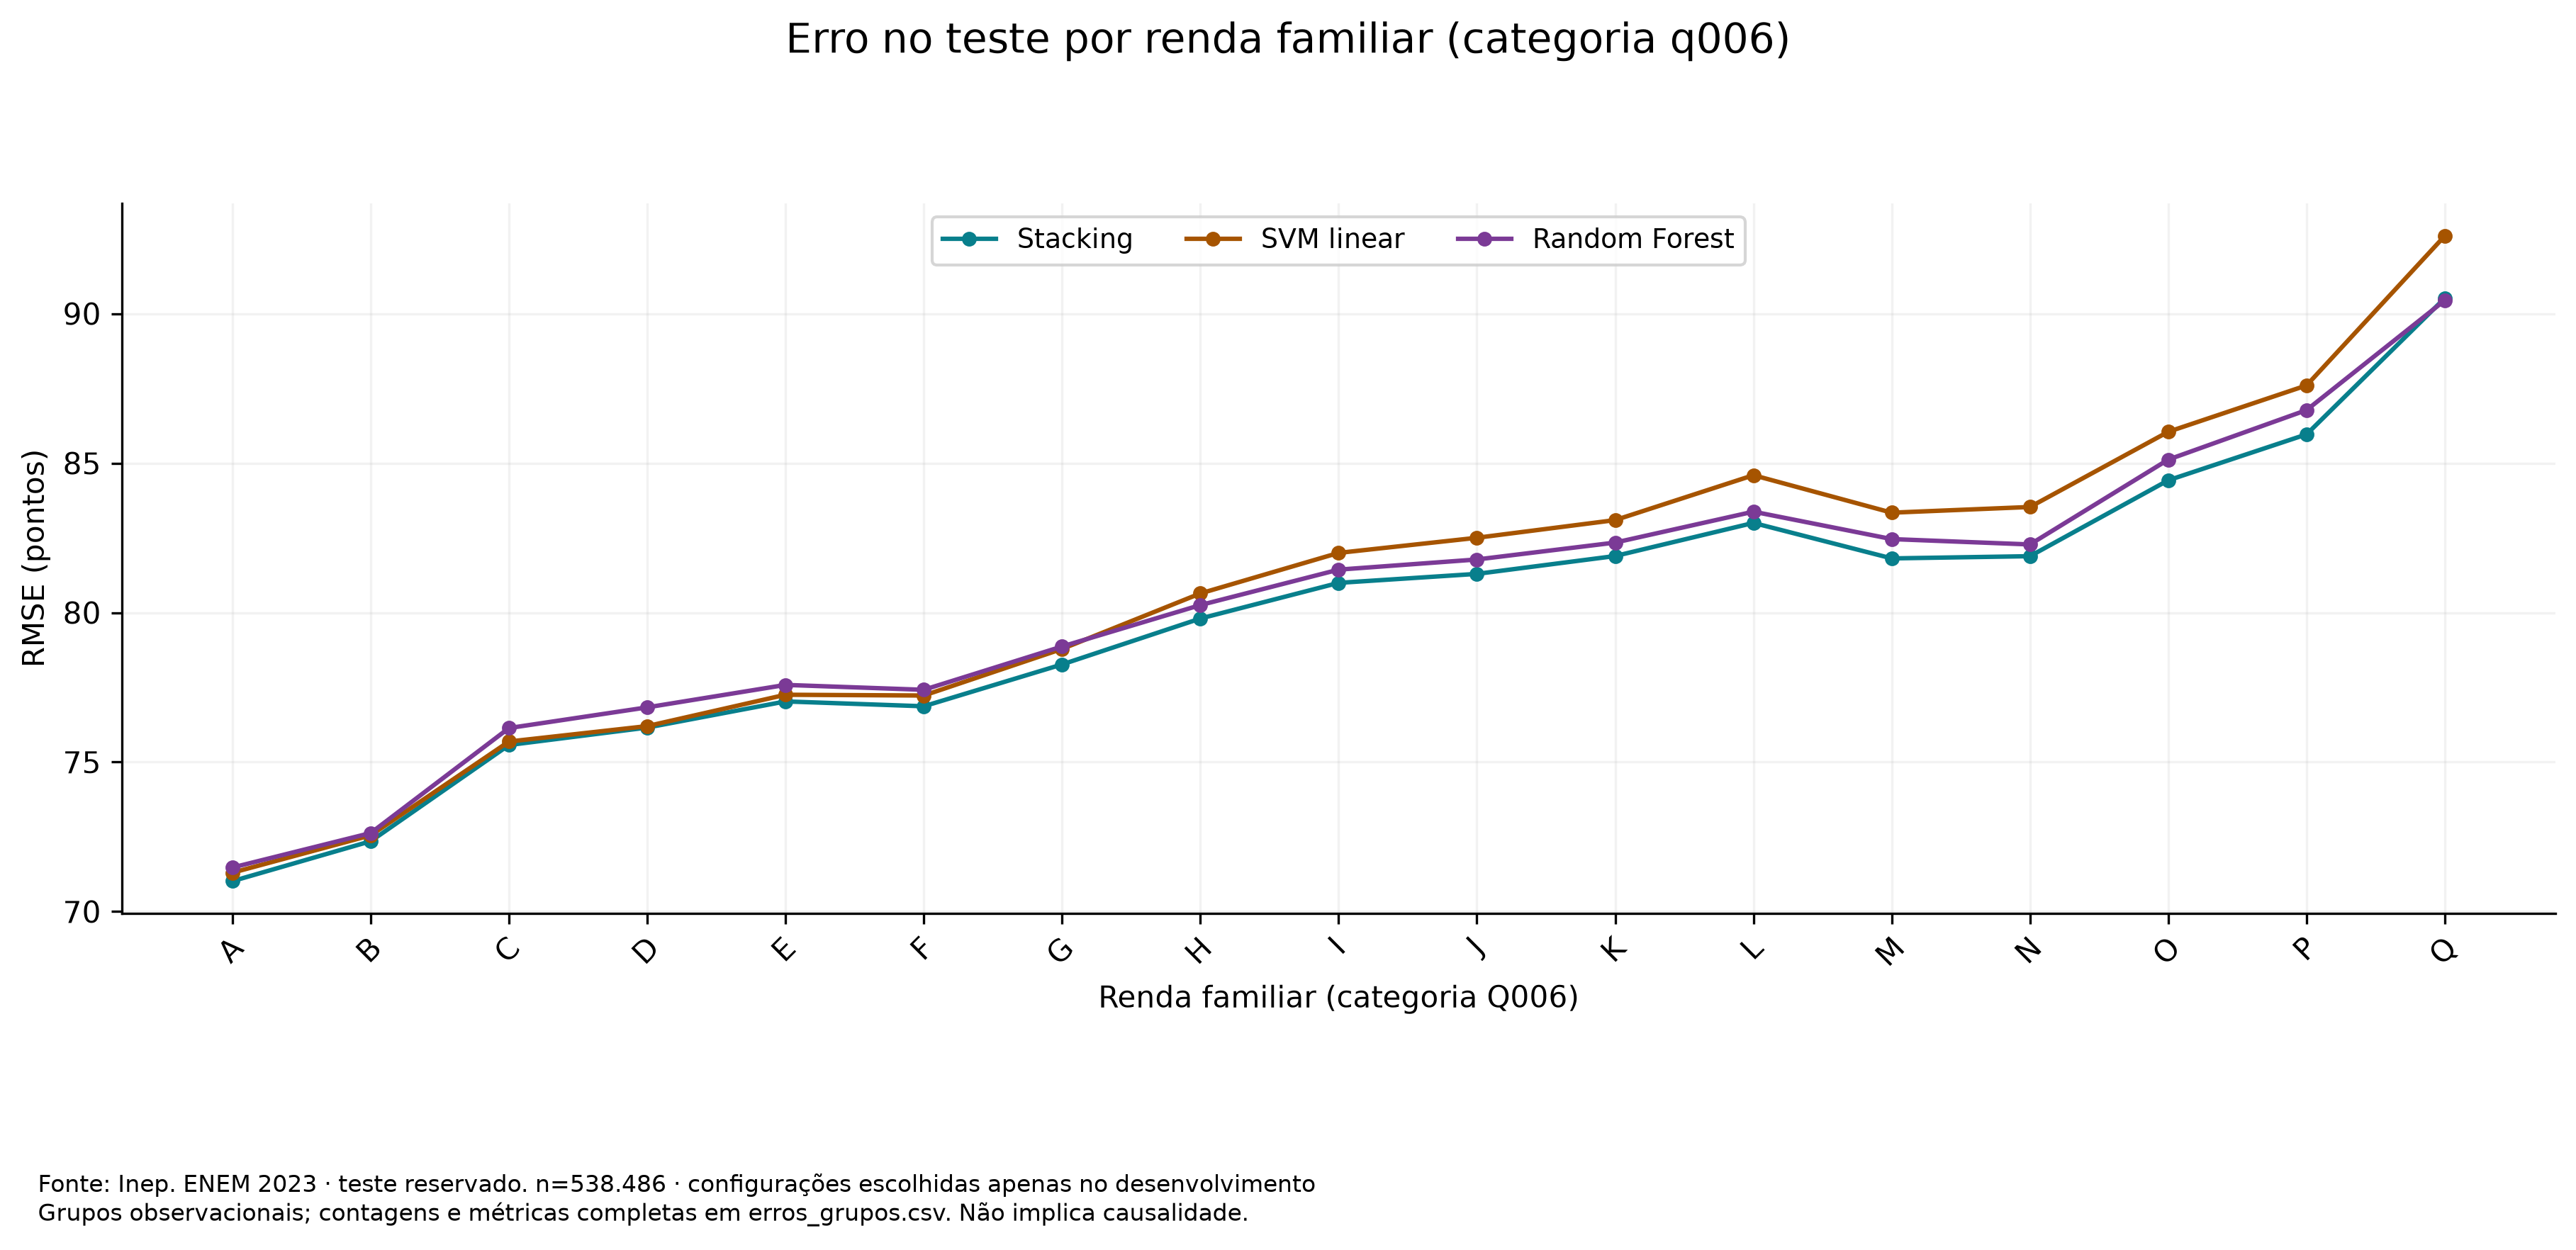 Erro no teste por renda familiar (categoria q006)
Stacking
SVM linear
Random Forest
RMSE (pontos)
90
85
80
75
70
A
B
C
D
E
F
G
H
I
J
K
L
M
N
O
P
Q
Renda familiar (categoria Q006)
Fonte: Inep. ENEM 2023 · teste reservado. n=538.486 · configurações escolhidas apenas no desenvolvimento
Grupos observacionais; contagens e métricas completas em erros_grupos.csv. Não implica causalidade.